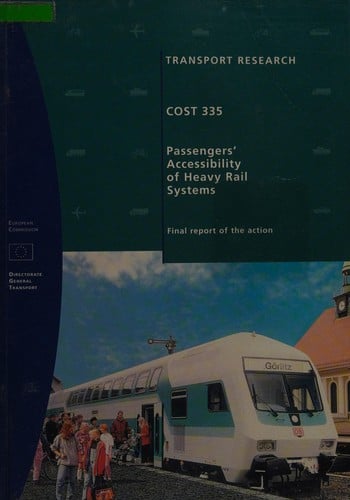 TRANSPORT RESEARCH
COST 335
Passengers'
Accessibility
of Heavy Rail
Systems
Final report of the action
EUROPEAN
COMMISSION
DIRECTORATE
GENERAL
TRANSPORT
Görlitz
DB